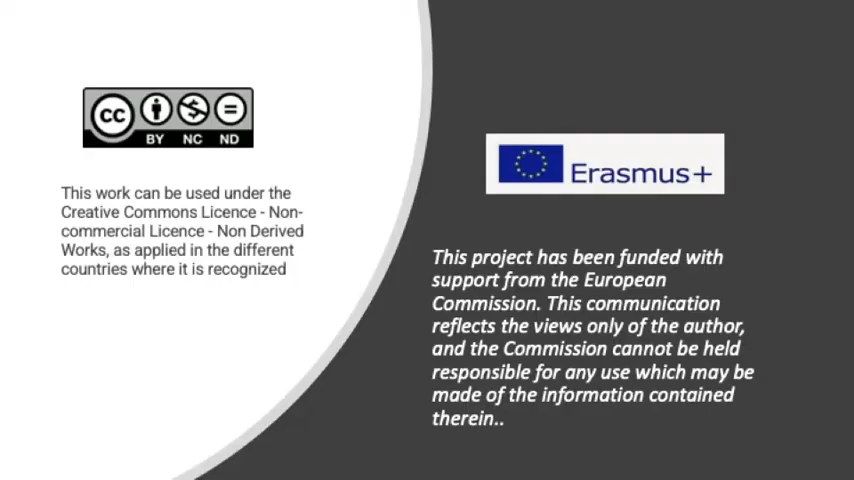 cc
BY NC ND
This work can be used under the
Creative Commons Licence - Non-
commercial Licence - Non Derived
Works, as applied in the different
countries where it is recognized
Erasmus+
This project has been funded with
support from the European
Commission. This communication
reflects the views only of the author,
and the Commission cannot be held
responsible for any use which may be
made of the information contained
therein..